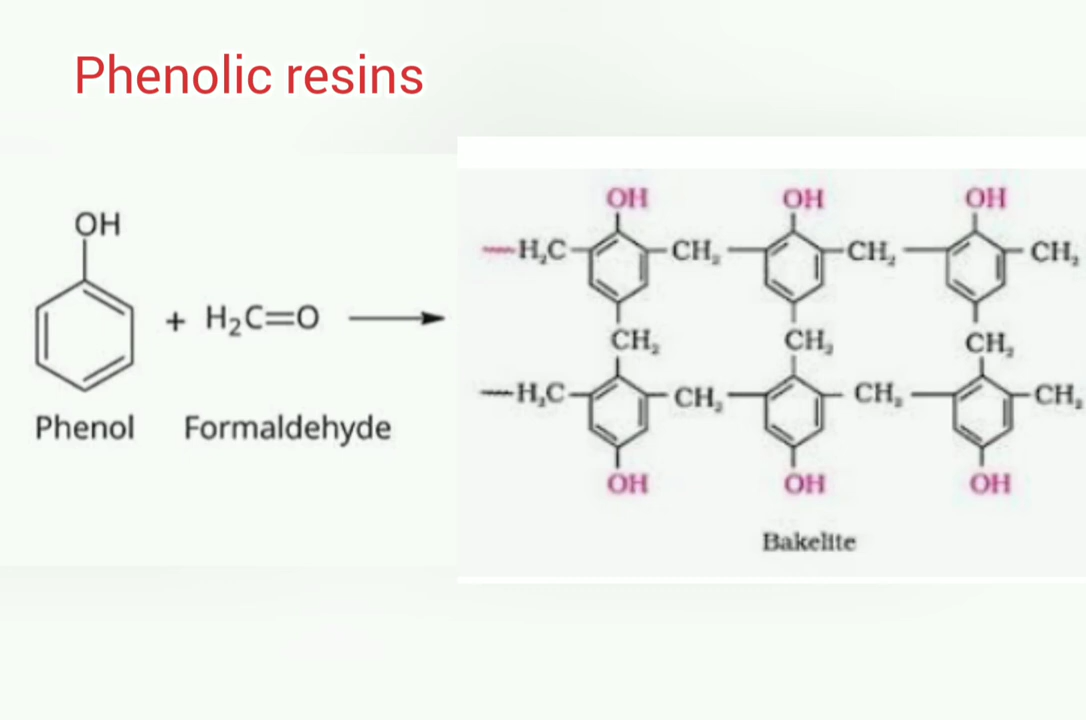 Phenolic resins
OH
+ H₂C=O
Phenol Formaldehyde
OH OH OH
H₂C CH₂ CH₂ CH₂
CH₂ CH₂ CH₂
H₂C CH₂ CH₂ CH₂
OH OH OH
Bakelite